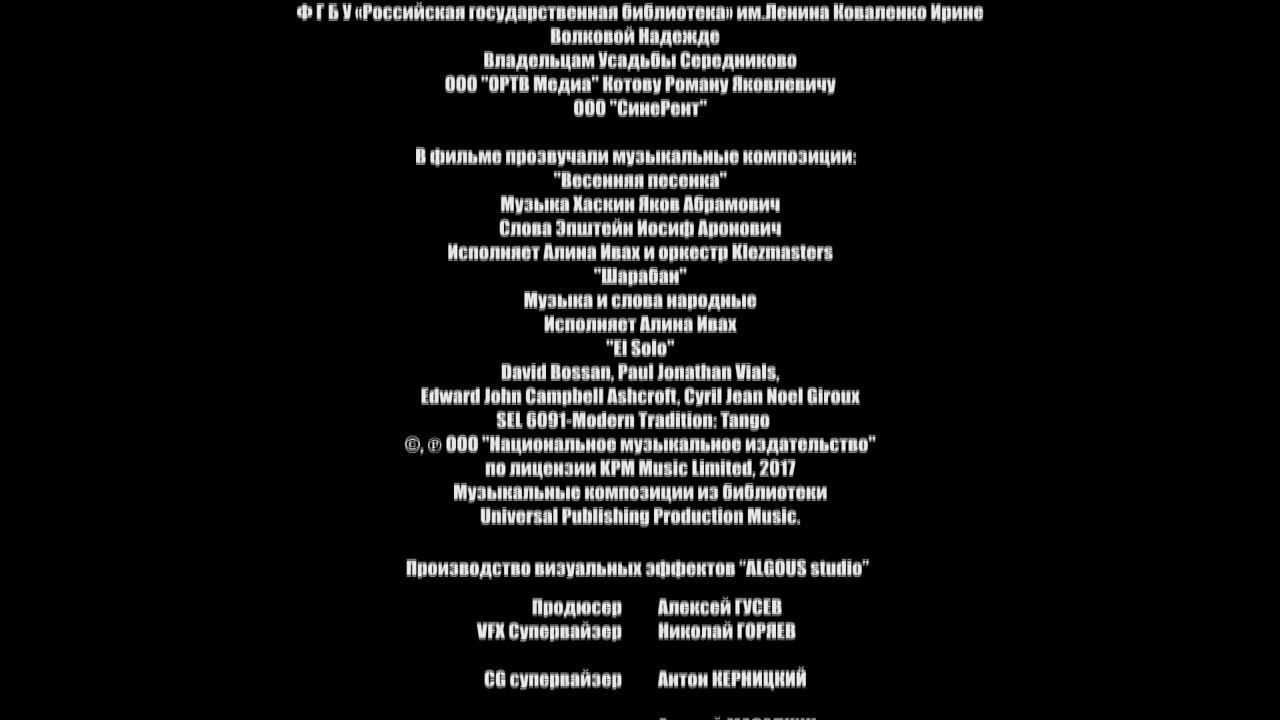 Ф Г Б У «Российская государственная библиотека» им.Ленина Коваленко Ирине
Волковой Надежде
Владельцам Усадьбы Середниково
ООО "ОРТВ Медиа" Котову Роману Яковлевичу
ООО "СинеРент"
В фильме прозвучали музыкальные композиции:
"Весенняя песенка"
Музыка Хаскин Яков Абрамович
Слова Эпштейн Иосиф Аронович
Исполняет Алина Ивах и оркестр Klezmasters
"Шарабан"
Музыка и слова народные
Исполняет Алина Ивах
"El Solo"
David Bossan, Paul Jonathan Vials,
Edward John Campbell Ashcroft, Cyril Jean Noel Giroux
SEL 6091-Modern Tradition: Tango
©, ℗ ООО "Национальное музыкальное издательство"
по лицензии KPM Music Limited, 2017
Музыкальные композиции из библиотеки
Universal Publishing Production Music.
Производство визуальных эффектов “ALGOUS studio”
Продюсер Алексей ГУСЕВ
VFX Супервайзер Николай ГОРЯЕВ
CG супервайзер Антон КЕРНИЦКИЙ